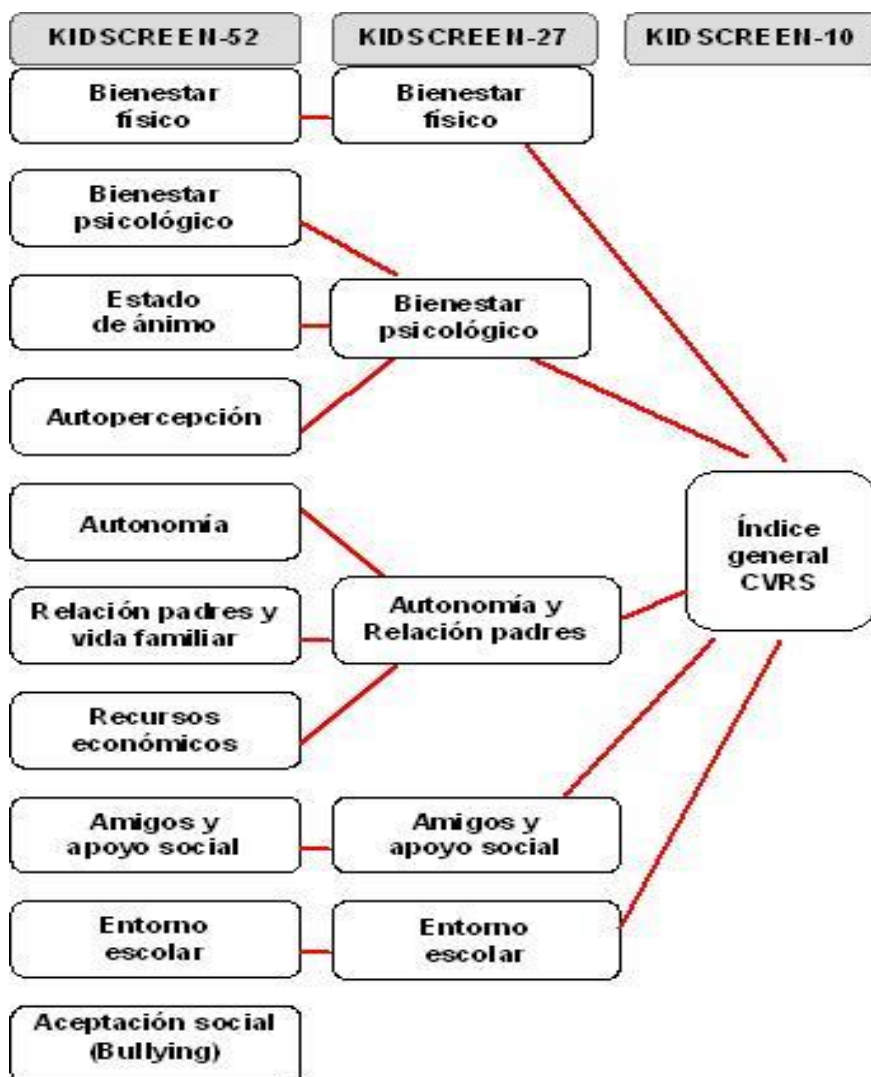 KIDSCREEN-52
KIDSCREEN-27
KIDSCREEN-10
Bienestar
físico
Bienestar
físico
Bienestar
psicológico
Estado
de ánimo
Bienestar
psicológico
Autopercepción
Autonomía
Índice
general
CVRS
Relación padres y
vida familiar
Autonomía y
Relación padres
Recursos
económicos
Amigos y
apoyo social
Amigos y
apoyo social
Entorno
escolar
Entorno
escolar
Aceptación social
(Bullying)